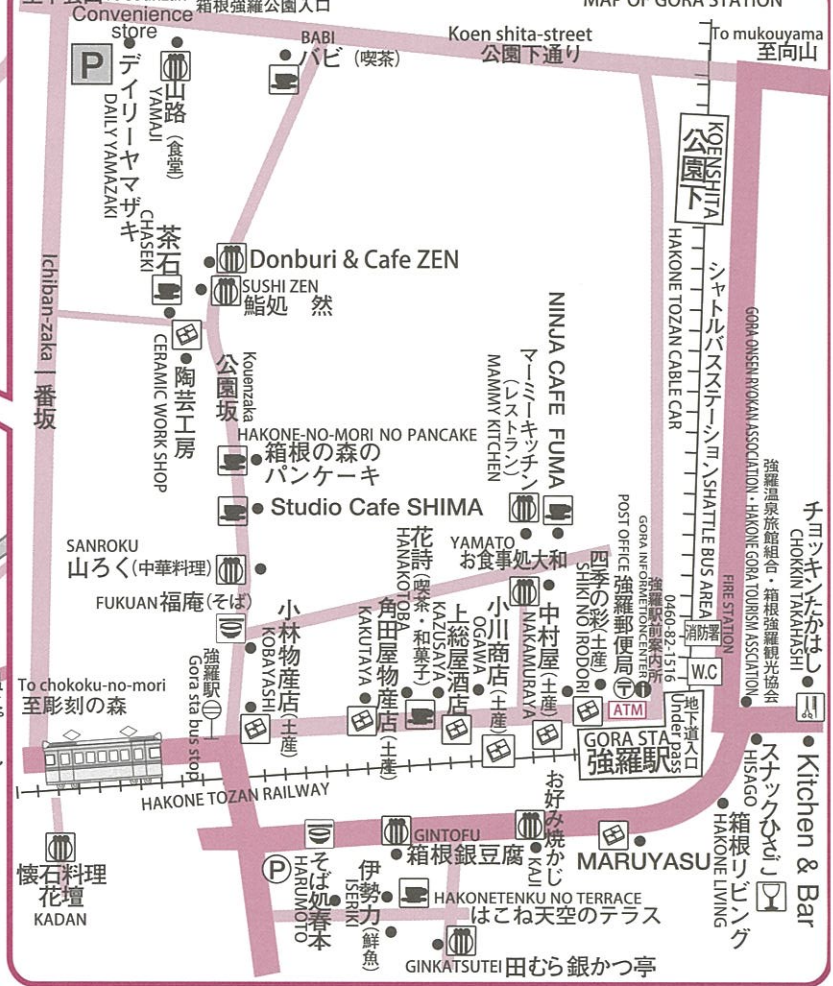 箱根強羅公園入口
MAP OF GORA STATION
Convenience
store
P
デイリーヤマザキ
DAILY YAMAZAKI
山路(食堂)
YAMAJI
BABI
バビ(喫茶)
Koen shita-street
公園下通り
To mukouyama
至向山
KOENSHITA
公園下
HAKONE TOZAN CABLE CAR
シャトルバスステーション SHUTTLE BUS AREA
茶石
CHASEKI
Donburi & Cafe ZEN
SUSHI ZEN
鮨処 然
陶芸工房
CERAMIC WORK SHOP
Ichiban-zaka 一番坂
Kouenzaka
公園坂
HAKONE-NO-MORI NO PANCAKE
箱根の森の
パンケーキ
Studio Cafe SHIMA
SANROKU
山ろく(中華料理)
FUKUAN 福庵(そば)
NINJA CAFE FUMA
マーミーキッチン
(レストラン)
MAMMY KITCHEN
YAMATO
お食事処大和
小林物産店(土産)
KOBAYASHI
角田屋物産店(土産)
KAKUTAYA
花詩(喫茶・和菓子)
HANAKOTOBA
上総屋酒店
KAZUSAYA
小川商店(土産)
OGAWA
中村屋(土産)
NAKAMURAYA
四季の彩(土産)
SHIKI NO IRODORI
強羅郵便局
POST OFFICE
強羅駅前案内所
GORA INFORMETION CENTER
0460-82-1516
ATM
消防署
FIRE STATION
W.C
地下道入口
Under pass
GORA STA
強羅駅
強羅温泉旅館組合・箱根強羅観光協会
GORA ONSEN RYOKAN ASSOCIATION・HAKONE GORA TOURISM ASSOCIATION
チョッキンたかはし
CHOKKIN TAKAHASHI
Kitchen & Bar
スナックひさご
HISAGO
箱根リビング
HAKONE LIVING
To chokoku-no-mori
至彫刻の森
強羅駅
Gora sta bus stop
HAKONE TOZAN RAILWAY
懐石料理
花壇
KADAN
P
そば処春本
HARUMOTO
GINTOFU
箱根銀豆腐
お好み焼かじ
KAJI
MARUYASU
伊勢力(鮮魚)
ISERIKI
HAKONETENKU NO TERRACE
はこね天空のテラス
GINKATSUTEI 田むら銀かつ亭